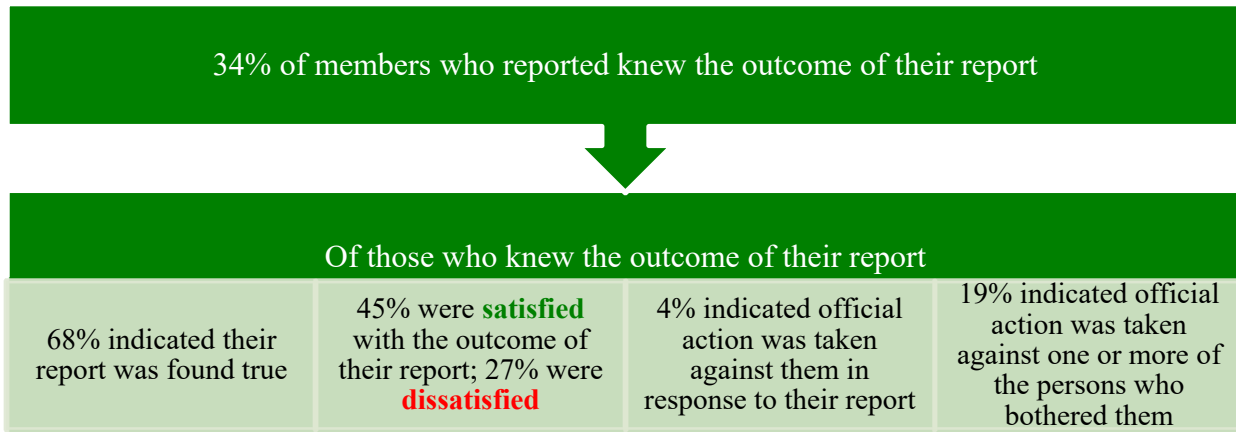 34% of members who reported knew the outcome of their report
Of those who knew the outcome of their report
68% indicated their
report was found true
45% were satisfied
with the outcome of
their report; 27% were
dissatisfied
4% indicated official
action was taken
against them in
response to their report
19% indicated official
action was taken
against one or more of
the persons who
bothered them